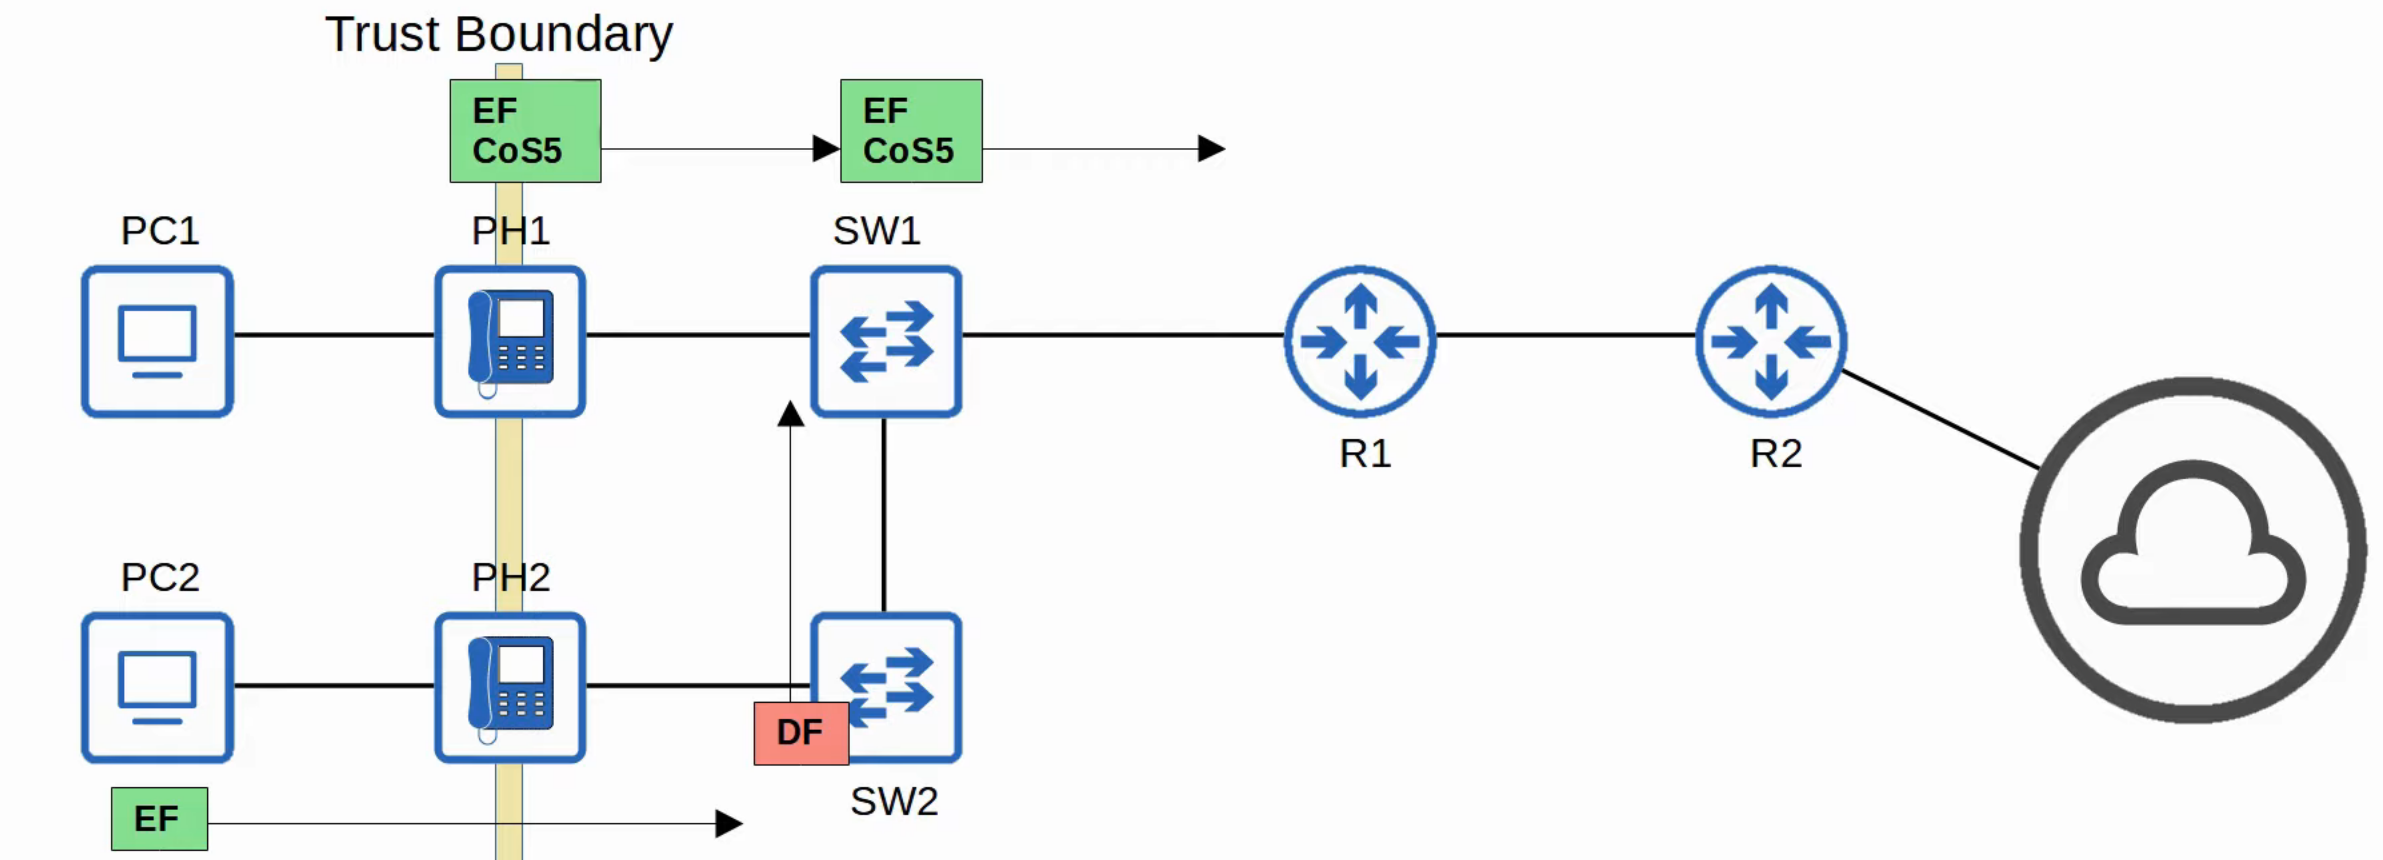 Trust Boundary
EF
CoS5
EF
CoS5
PC1
PH1
SW1
R1
R2
PC2
PH2
DF
SW2
EF